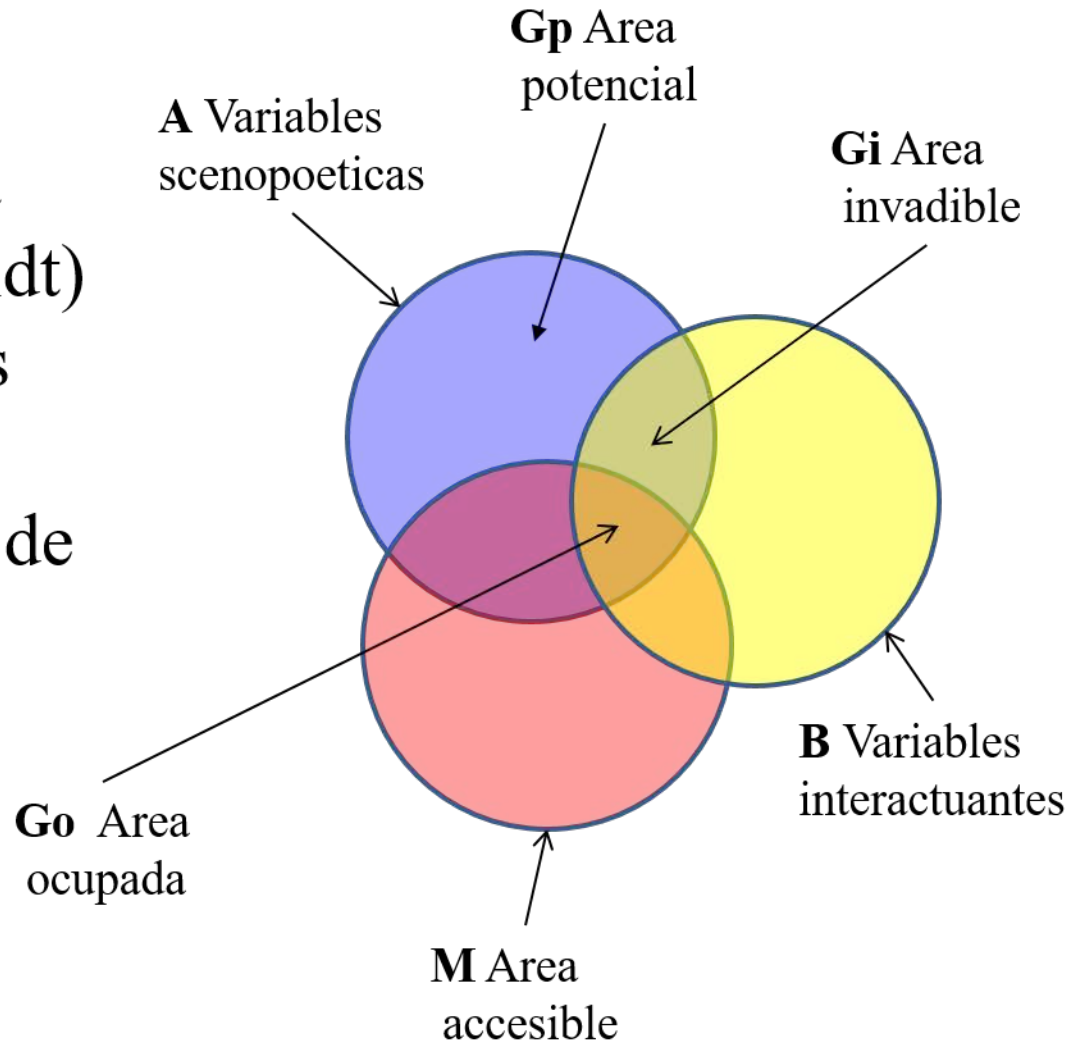 Gp Area
potencial
A Variables
scenopoeticas
Gi Area
invadible
dt)
s
de
Go Area
ocupada
B Variables
interactuantes
M Area
accesible